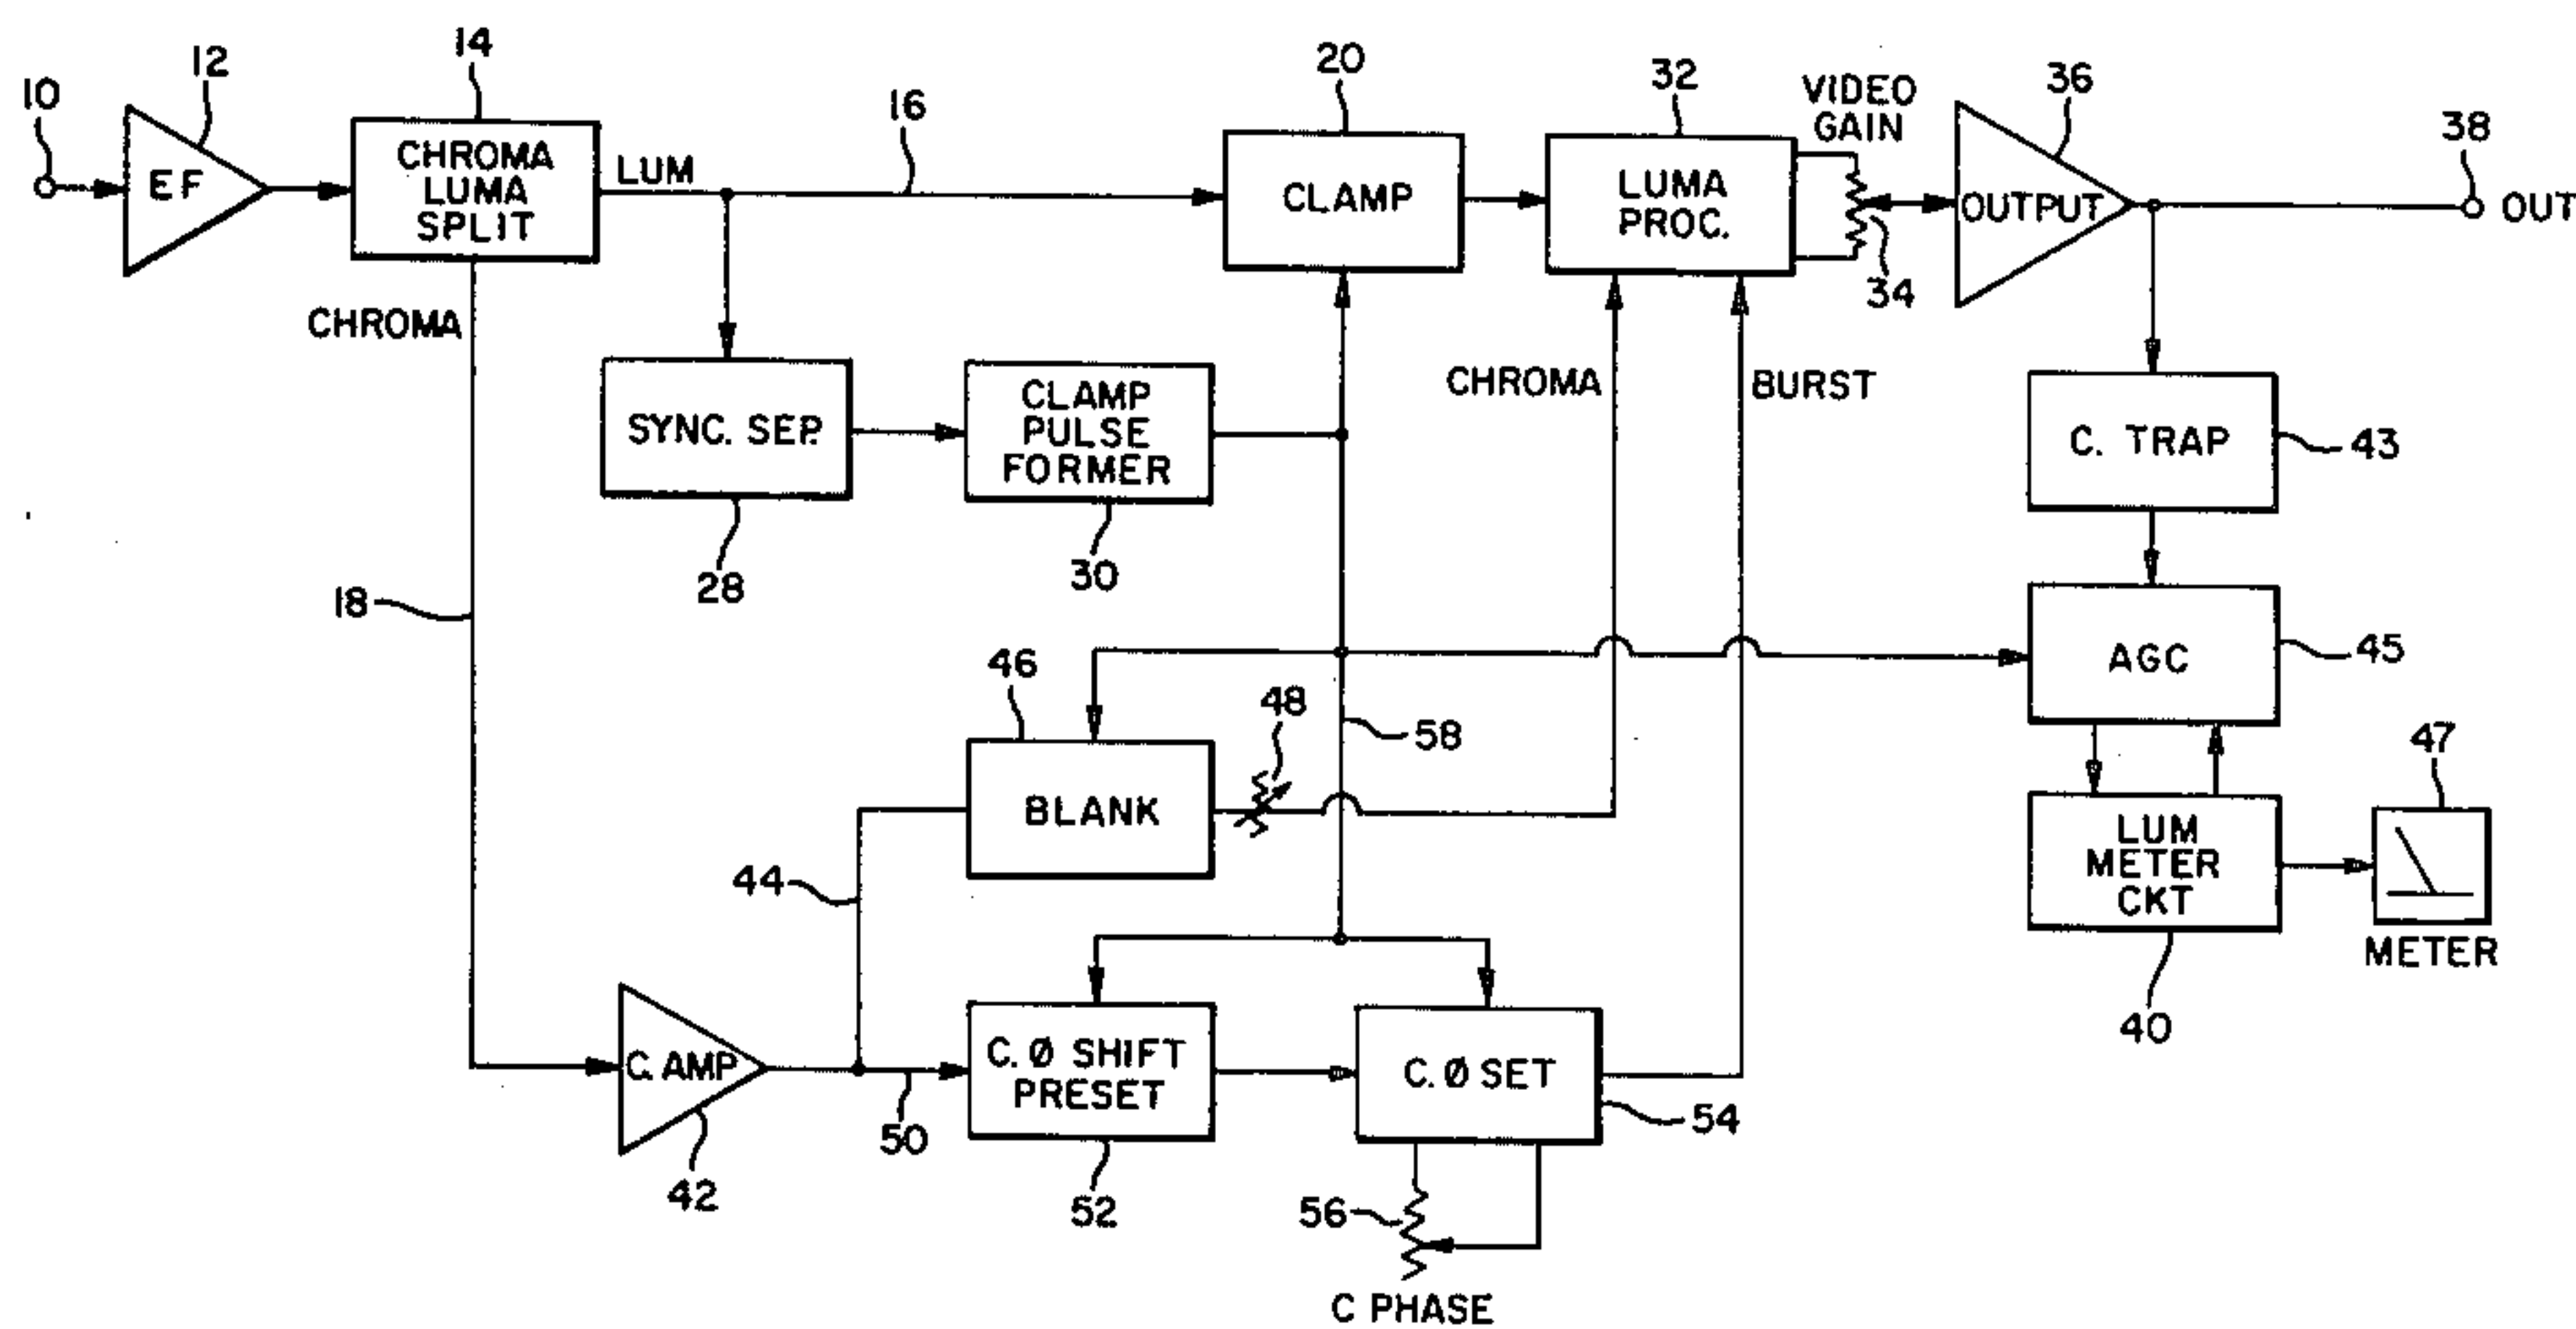 10
12
EF
14
CHROMA
LUMA
SPLIT
LUM
16
20
CLAMP
32
LUMA
PROC.
VIDEO
GAIN
34
36
OUTPUT
38
OUT
CHROMA
18
SYNC. SEP.
28
CLAMP
PULSE
FORMER
30
CHROMA
BURST
C. TRAP
43
AGC
45
46
BLANK
48
58
44
LUM
METER
CKT
40
47
METER
C. AMP
42
50
C. Ø SHIFT
PRESET
52
C. Ø SET
54
56
C PHASE